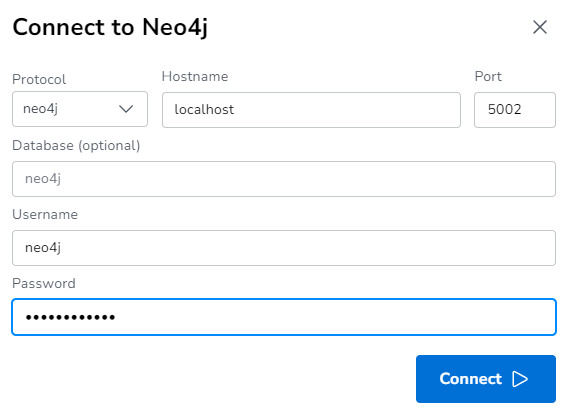 Connect to Neo4j
Protocol Hostname Port
neo4j localhost 5002
Database (optional)
neo4j
Username
neo4j
Password
••••••••••••
Connect